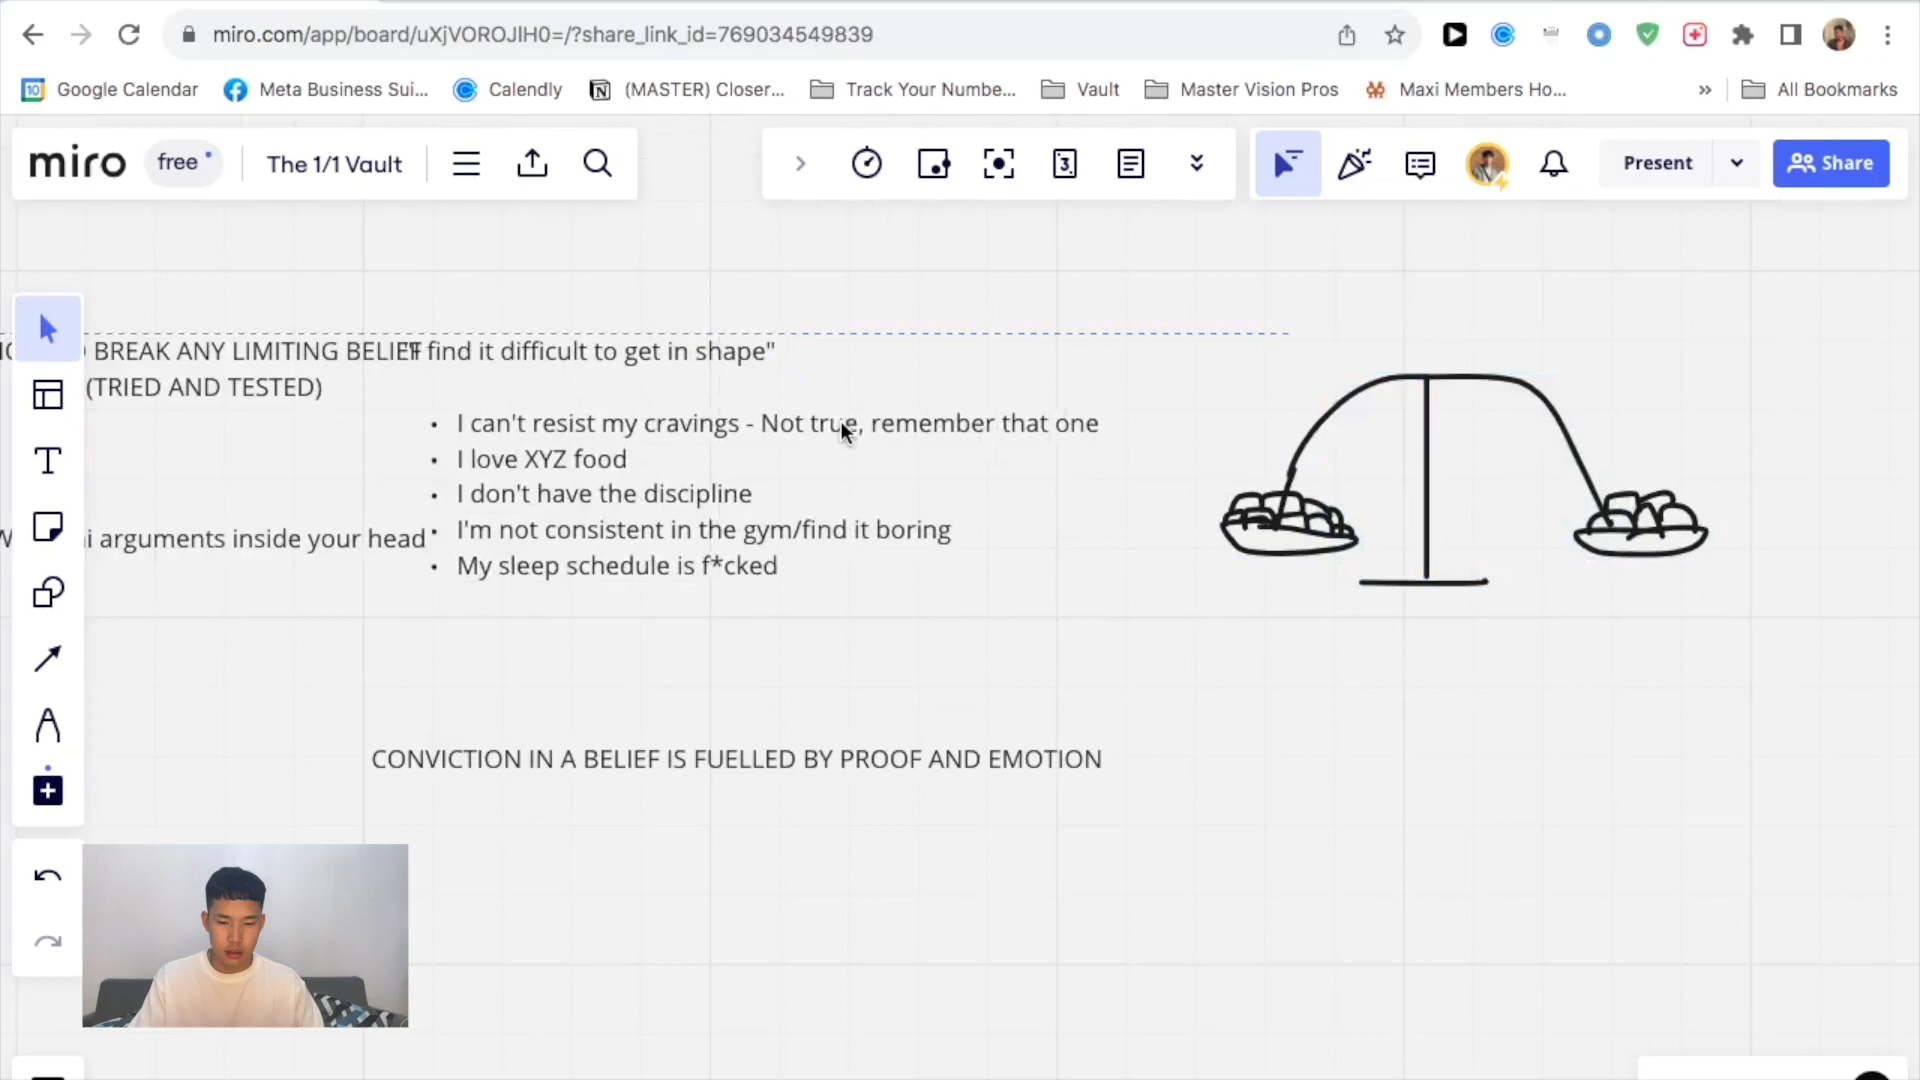 miro.com/app/board/uXjVOROJlH0=/?share_link_id=769034549839
Google Calendar
Meta Business Sui...
Calendly
(MASTER) Closer...
Track Your Numbe...
Vault
Master Vision Pros
Maxi Members Ho...
All Bookmarks
miro
free
The 1/1 Vault
Present
Share
BREAK ANY LIMITING BELIEF
(TRIED AND TESTED)
find it difficult to get in shape"
• I can't resist my cravings - Not true, remember that one
• I love XYZ food
• I don't have the discipline
• I'm not consistent in the gym/find it boring
• My sleep schedule is f*cked
arguments inside your head
CONVICTION IN A BELIEF IS FUELLED BY PROOF AND EMOTION